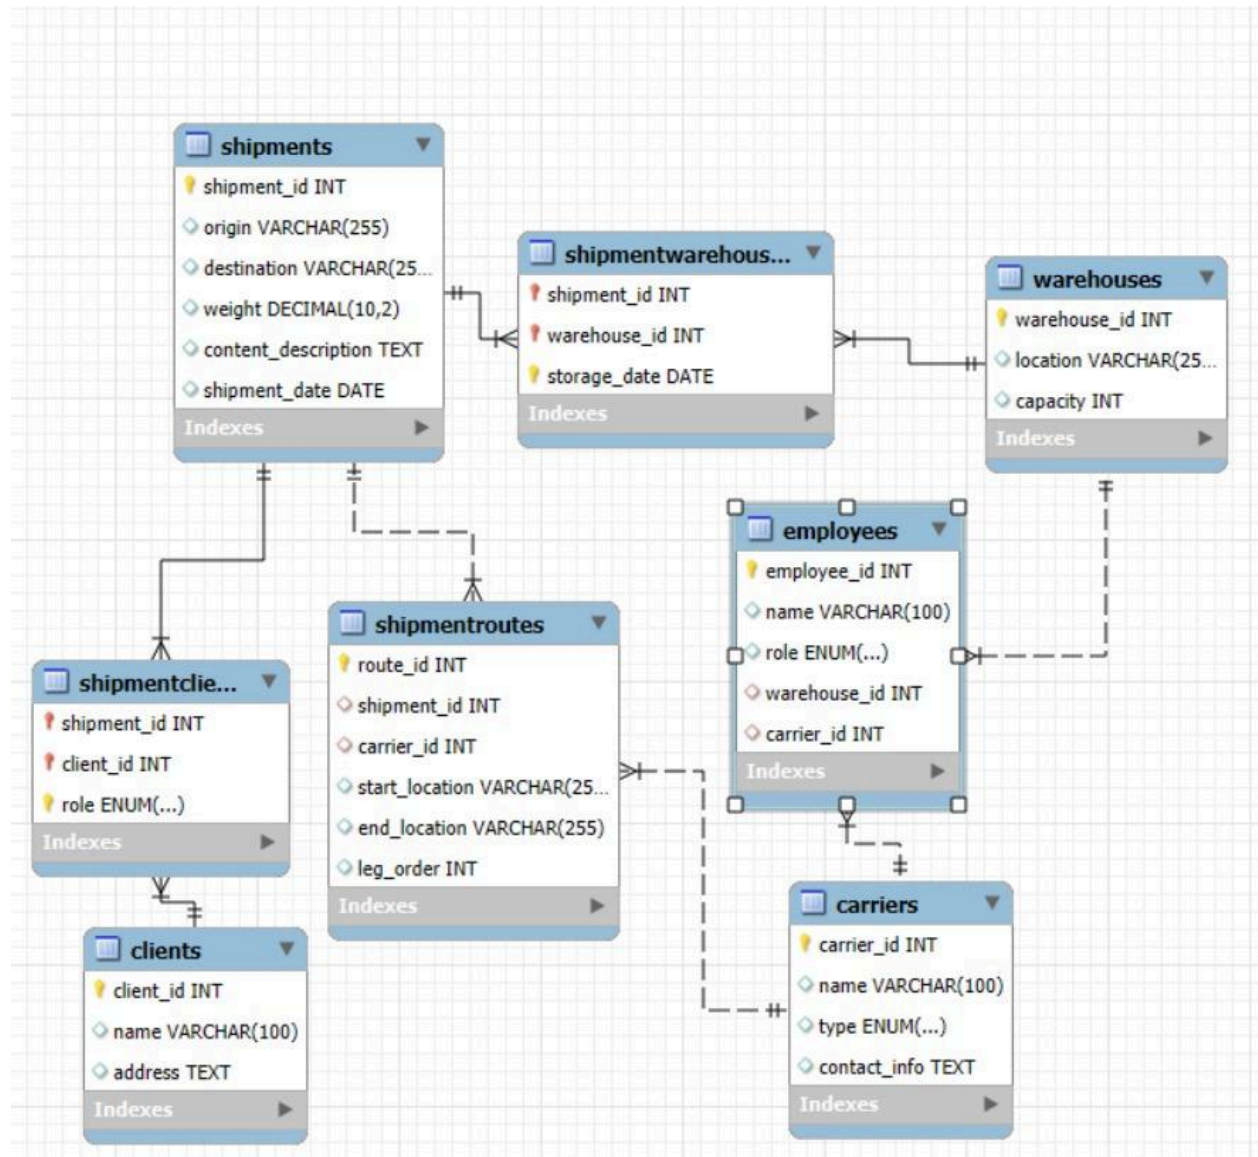 shipments
shipment_id INT
origin VARCHAR(255)
destination VARCHAR(25...
weight DECIMAL(10,2)
content_description TEXT
shipment_date DATE
Indexes
shipmentwarehous...
shipment_id INT
warehouse_id INT
storage_date DATE
Indexes
warehouses
warehouse_id INT
location VARCHAR(25...
capacity INT
Indexes
employees
employee_id INT
name VARCHAR(100)
role ENUM(...)
warehouse_id INT
carrier_id INT
Indexes
shipmentroutes
route_id INT
shipment_id INT
carrier_id INT
start_location VARCHAR(25...
end_location VARCHAR(255)
leg_order INT
Indexes
shipmentclie...
shipment_id INT
client_id INT
role ENUM(...)
Indexes
clients
client_id INT
name VARCHAR(100)
address TEXT
Indexes
carriers
carrier_id INT
name VARCHAR(100)
type ENUM(...)
contact_info TEXT
Indexes